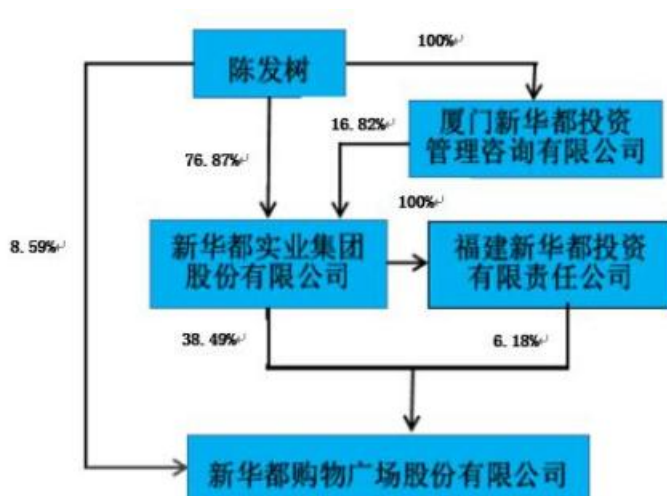 100%
陈发树
16.82%
厦门新华都投资
管理咨询有限公司
76.87%
100%
8.59%
新华都实业集团
股份有限公司
福建新华都投资
有限责任公司
38.49%
6.18%
新华都购物广场股份有限公司